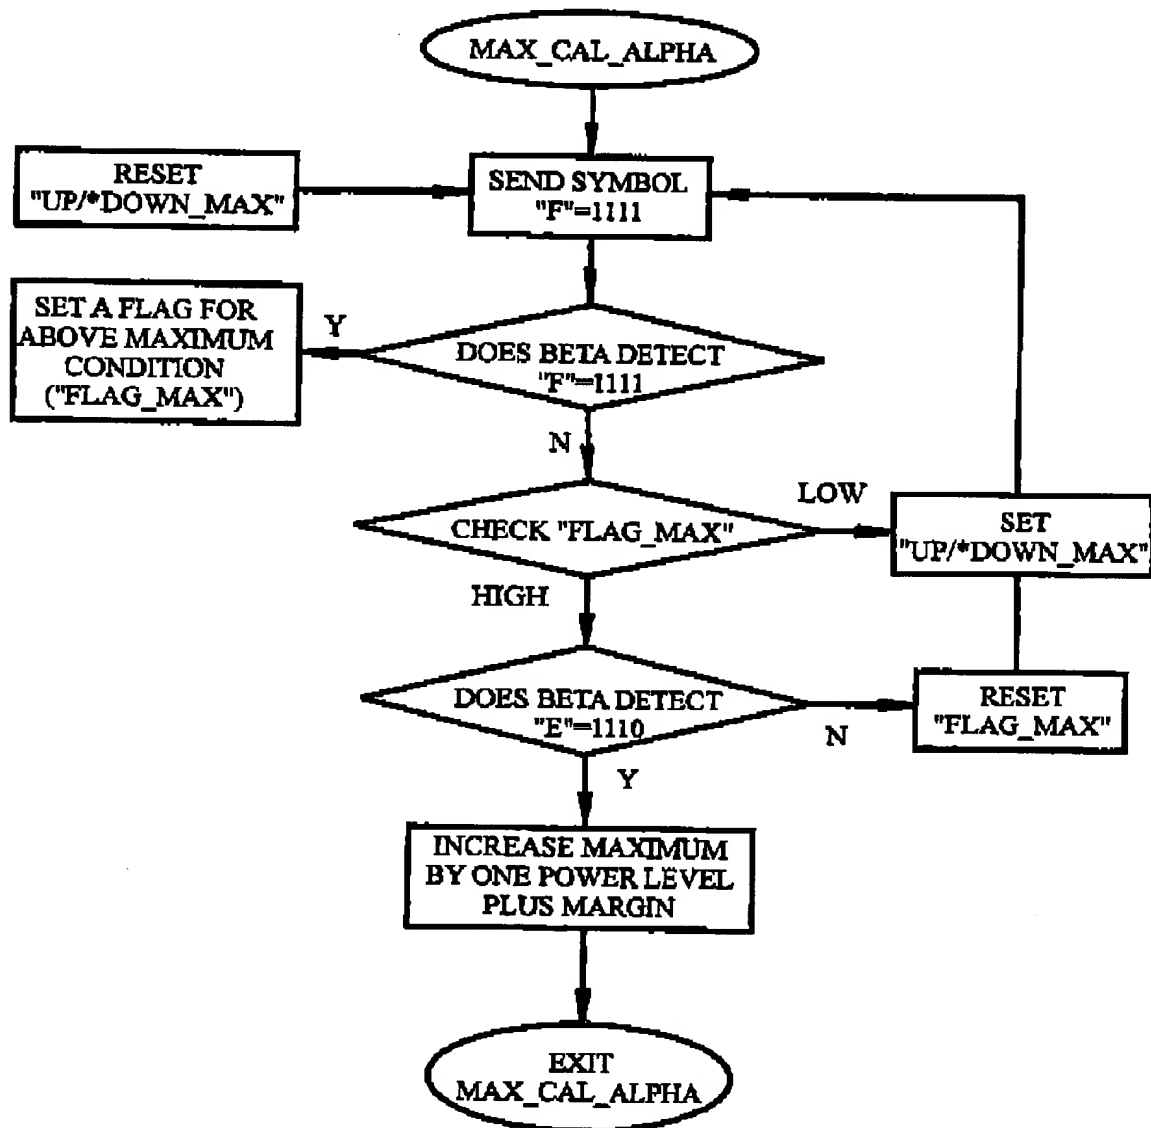 MAX_CAL_ALPHA
RESET
"UP/*DOWN_MAX"
SEND SYMBOL
"F"=1111
SET A FLAG FOR
ABOVE MAXIMUM
CONDITION
("FLAG_MAX")
Y
DOES BETA DETECT
"F"=1111
N
CHECK "FLAG_MAX"
LOW
SET
"UP/*DOWN_MAX"
HIGH
DOES BETA DETECT
"E"=1110
N
RESET
"FLAG_MAX"
Y
INCREASE MAXIMUM
BY ONE POWER LEVEL
PLUS MARGIN
EXIT
MAX_CAL_ALPHA